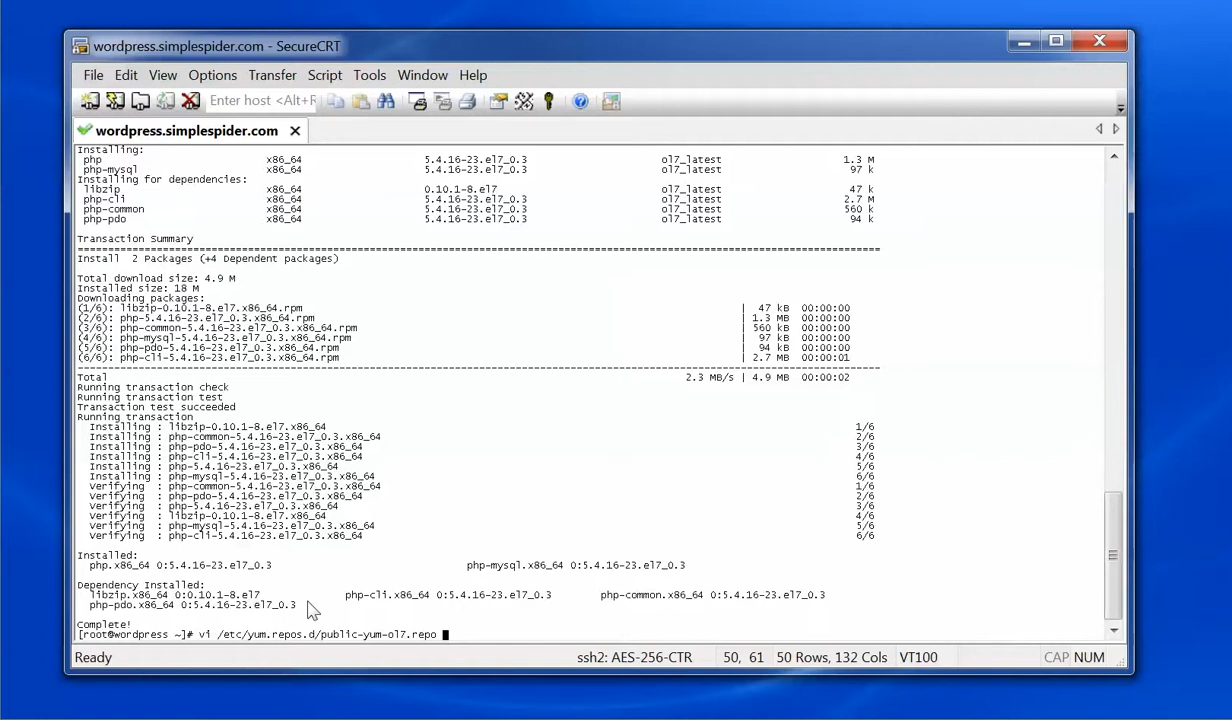 wordpress.simplespider.com - SecureCRT
File Edit View Options Transfer Script Tools Window Help
Enter host <Alt+R
wordpress.simplespider.com
Installing:
php x86_64 5.4.16-23.el7_0.3 ol7_latest 1.3 M
php-mysql x86_64 5.4.16-23.el7_0.3 ol7_latest 97 k
Installing for dependencies:
libzip x86_64 0.10.1-8.el7 ol7_latest 47 k
php-cli x86_64 5.4.16-23.el7_0.3 ol7_latest 2.7 M
php-common x86_64 5.4.16-23.el7_0.3 ol7_latest 560 k
php-pdo x86_64 5.4.16-23.el7_0.3 ol7_latest 94 k
Transaction Summary
Install 2 Packages (+4 Dependent packages)
Total download size: 4.9 M
Installed size: 18 M
Downloading packages:
(1/6): libzip-0.10.1-8.el7.x86_64.rpm | 47 kB 00:00:00
(2/6): php-5.4.16-23.el7_0.3.x86_64.rpm | 1.3 MB 00:00:00
(3/6): php-common-5.4.16-23.el7_0.3.x86_64.rpm | 560 kB 00:00:00
(4/6): php-mysql-5.4.16-23.el7_0.3.x86_64.rpm | 97 kB 00:00:00
(5/6): php-pdo-5.4.16-23.el7_0.3.x86_64.rpm | 94 kB 00:00:00
(6/6): php-cli-5.4.16-23.el7_0.3.x86_64.rpm | 2.7 MB 00:00:01
Total 2.3 MB/s | 4.9 MB 00:00:02
Running transaction check
Running transaction test
Transaction test succeeded
Running transaction
Installing : libzip-0.10.1-8.el7.x86_64 1/6
Installing : php-common-5.4.16-23.el7_0.3.x86_64 2/6
Installing : php-pdo-5.4.16-23.el7_0.3.x86_64 3/6
Installing : php-cli-5.4.16-23.el7_0.3.x86_64 4/6
Installing : php-5.4.16-23.el7_0.3.x86_64 5/6
Installing : php-mysql-5.4.16-23.el7_0.3.x86_64 6/6
Verifying : php-common-5.4.16-23.el7_0.3.x86_64 1/6
Verifying : php-pdo-5.4.16-23.el7_0.3.x86_64 2/6
Verifying : php-5.4.16-23.el7_0.3.x86_64 3/6
Verifying : libzip-0.10.1-8.el7.x86_64 4/6
Verifying : php-mysql-5.4.16-23.el7_0.3.x86_64 5/6
Verifying : php-cli-5.4.16-23.el7_0.3.x86_64 6/6
Installed:
php.x86_64 0:5.4.16-23.el7_0.3 php-mysql.x86_64 0:5.4.16-23.el7_0.3
Dependency Installed:
libzip.x86_64 0:0.10.1-8.el7 php-cli.x86_64 0:5.4.16-23.el7_0.3 php-common.x86_64 0:5.4.16-23.el7_0.3
php-pdo.x86_64 0:5.4.16-23.el7_0.3
Complete!
[root@wordpress ~]# vi /etc/yum.repos.d/public-yum-ol7.repo
Ready ssh2: AES-256-CTR 50, 61 50 Rows, 132 Cols VT100 CAP NUM